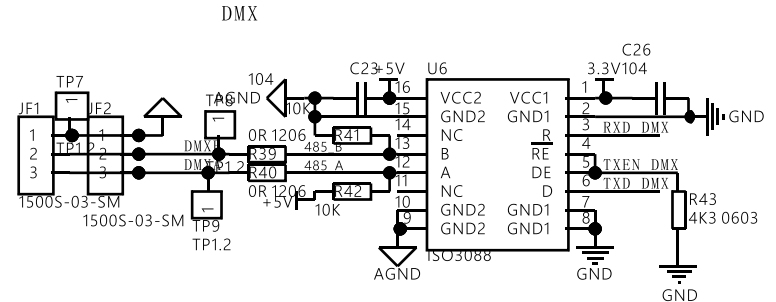 DMX
C26
TP7
104
C23
+5V
U6
3.3V
104
JF1
JF2
TP8
AGND
10K
16
VCC2
VCC1
1
15
GND2
GND1
2
GND
1
1
0R 1206
R41
14
NC
R
3
RXD DMX
TP1.2
2
2
R39
485_B
13
B
RE
4
3
3
R40
485_A
12
A
DE
5
TXEN DMX
1500S-03-SM
0R 1206
R42
11
NC
D
6
TXD DMX
1500S-03-SM
+5V
10K
10
GND2
GND1
7
R43
TP9
9
GND2
GND1
8
4K3 0603
TP1.2
AGND
ISO3088
GND
GND